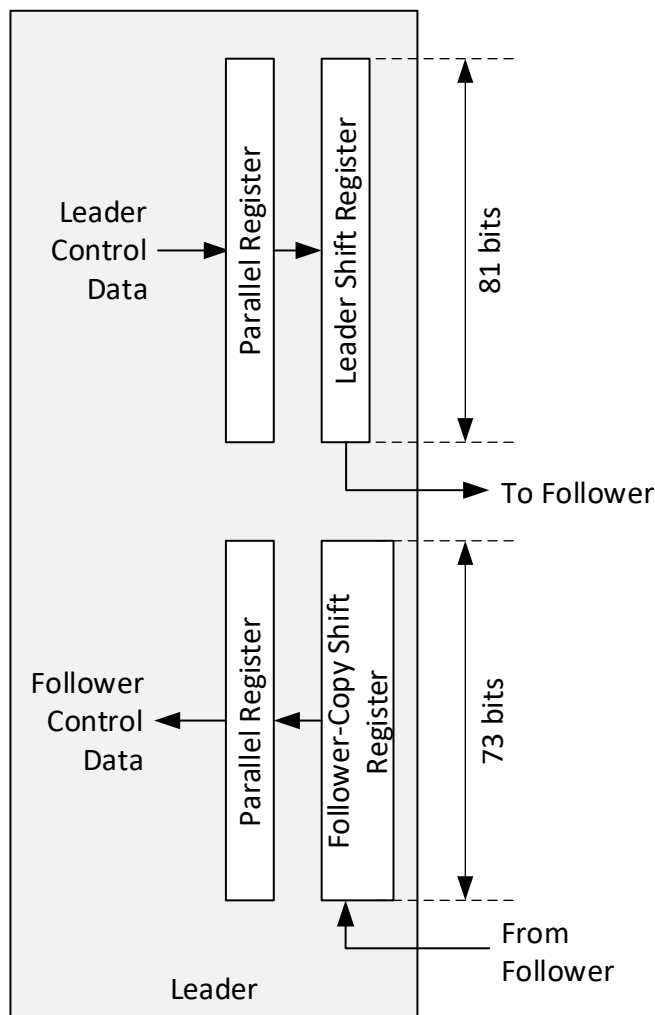 Leader
Control
Data
Parallel Register
Leader Shift Register
81 bits
To Follower
Follower
Control
Data
Parallel Register
Follower-Copy Shift
Register
73 bits
From
Follower
Leader